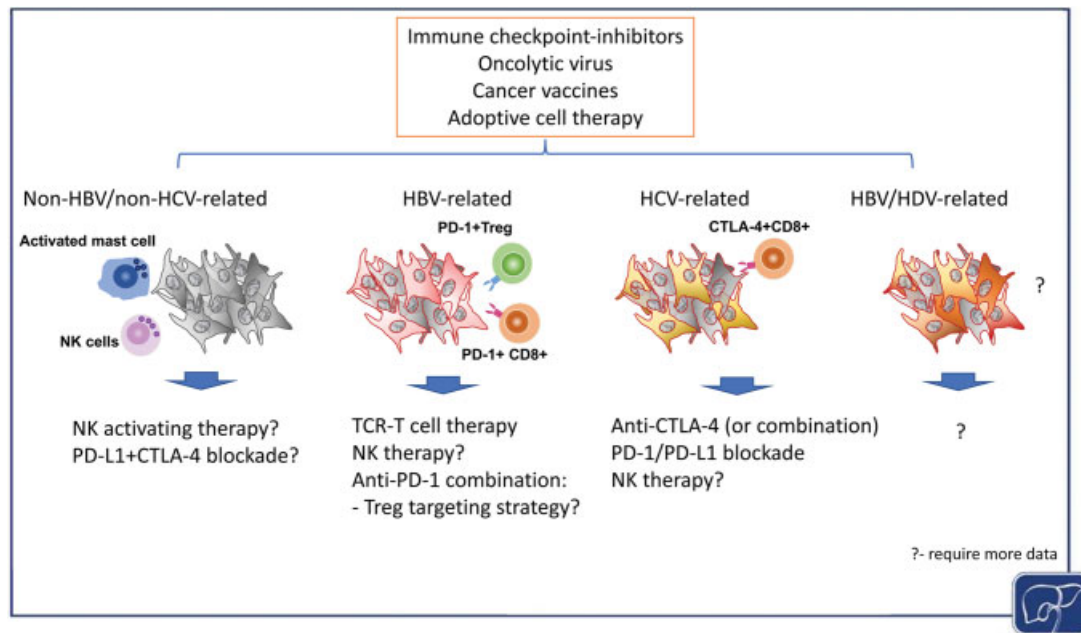 Immune checkpoint-inhibitors
Oncolytic virus
Cancer vaccines
Adoptive cell therapy
Non-HBV/non-HCV-related
Activated mast cell
NK cells
NK activating therapy?
PD-L1+CTLA-4 blockade?
HBV-related
PD-1+Treg
PD-1+ CD8+
TCR-T cell therapy
NK therapy?
Anti-PD-1 combination:
- Treg targeting strategy?
HCV-related
CTLA-4+CD8+
Anti-CTLA-4 (or combination)
PD-1/PD-L1 blockade
NK therapy?
HBV/HDV-related
?
?
?- require more data